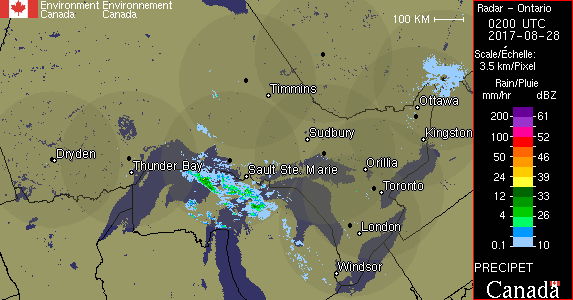 Environment Environnement
Canada Canada
100 KM
Timmins
Ottawa
Sudbury
Kingston
Dryden
Thunder Bay
Sault Ste. Marie
Orillia
Toronto
London
Windsor
Radar - Ontario
0200 UTC
2017-08-28
Scale/Échelle:
3.5 km/Pixel
Rain/Pluie
mm/hr dBZ
200 61
100 52
50 46
24 39
12 33
4 26
0.1 10
PRECIPET
Canada